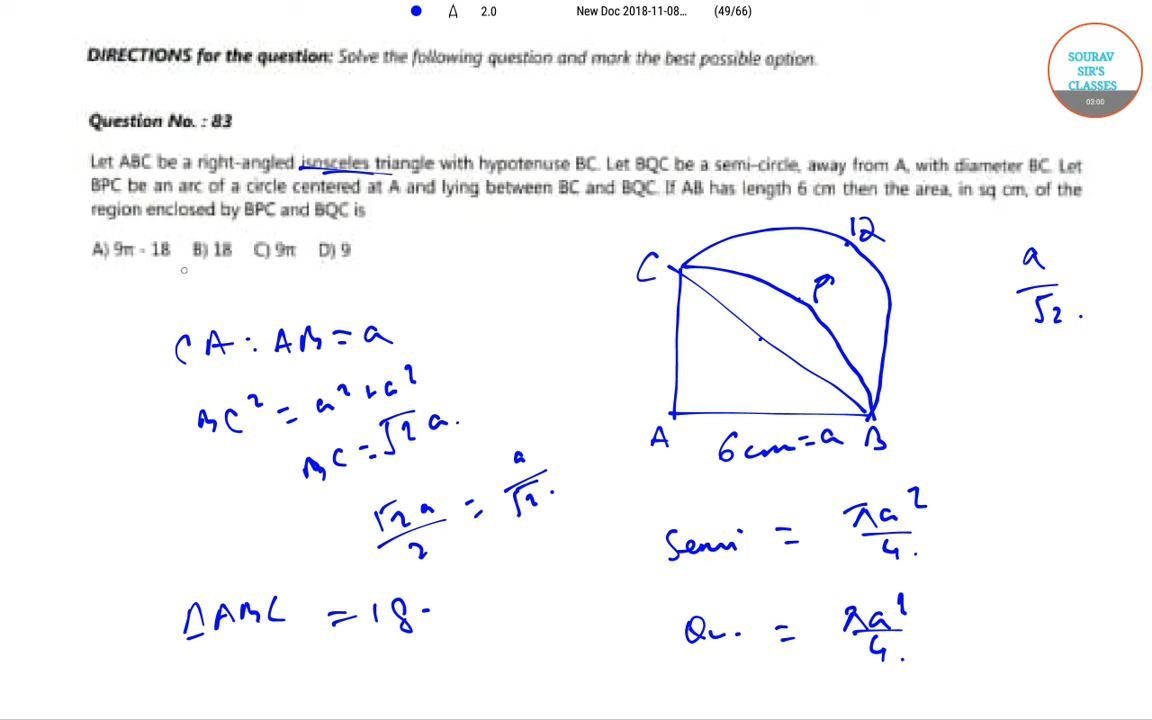 2.0 New Doc 2018-11-08... (49/66)
SOURAV
SIR'S
CLASSES
03:00
DIRECTIONS for the question: Solve the following question and mark the best possible option.
Question No. : 83
Let ABC be a right-angled isosceles triangle with hypotenuse BC. Let BQC be a semi-circle, away from A, with diameter BC. Let
BPC be an arc of a circle centered at A and lying between BC and BQC. If AB has length 6 cm then the area, in sq cm, of the
region enclosed by BPC and BQC is
A) 9π - 18 B) 18 C) 9π D) 9
CA : AB = a
BC² = a² + a²
BC = √2 a.
√2a/2 = a/√2.
ΔABC = 18.
C
12
P
A
6cm = a
B
a/√2.
Semi = πa²/4.
Qu. = πa²/4.